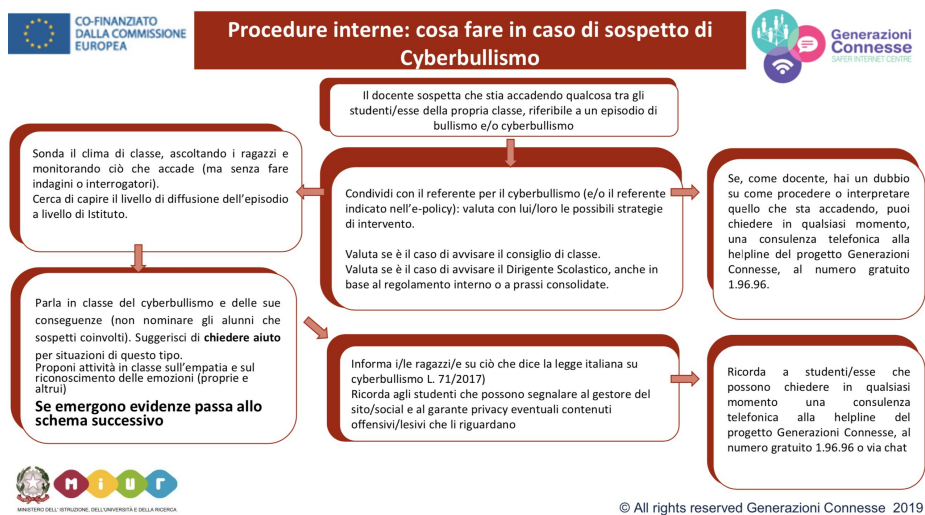 CO-FINANZIATO
DALLA COMMISSIONE
EUROPEA
Procedure interne: cosa fare in caso di sospetto di
Cyberbullismo
Generazioni
Connesse
SAFER INTERNET CENTRE
Il docente sospetta che stia accadendo qualcosa tra gli
studenti/esse della propria classe, riferibile a un episodio di
bullismo e/o cyberbullismo
Sonda il clima di classe, ascoltando i ragazzi e
monitorando ciò che accade (ma senza fare
indagini o interrogatori).
Cerca di capire il livello di diffusione dell'episodio
a livello di Istituto.
Condividi con il referente per il cyberbullismo (e/o il referente
indicato nell'e-policy): valuta con lui/loro le possibili strategie
di intervento.
Valuta se è il caso di avvisare il consiglio di classe.
Valuta se è il caso di avvisare il Dirigente Scolastico, anche in
base al regolamento interno o a prassi consolidate.
Se, come docente, hai un dubbio
su come procedere o interpretare
quello che sta accadendo, puoi
chiedere in qualsiasi momento,
una consulenza telefonica alla
helpline del progetto Generazioni
Connesse, al numero gratuito
1.96.96.
Parla in classe del cyberbullismo e delle sue
conseguenze (non nominare gli alunni che
sospetti coinvolti). Suggerisci di chiedere aiuto
per situazioni di questo tipo.
Proponi attività in classe sull'empatia e sul
riconoscimento delle emozioni (proprie e
altrui)
Se emergono evidenze passa allo
schema successivo
Informa i/le ragazzi/e su ciò che dice la legge italiana su
cyberbullismo L. 71/2017)
Ricorda agli studenti che possono segnalare al gestore del
sito/social e al garante privacy eventuali contenuti
offensivi/lesivi che li riguardano
Ricorda a studenti/esse che
possono chiedere in qualsiasi
momento una consulenza
telefonica alla helpline del
progetto Generazioni Connesse, al
numero gratuito 1.96.96 o via chat
miur
MINISTERO DELL' ISTRUZIONE, DELL'UNIVERSITÀ E DELLA RICERCA
© All rights reserved Generazioni Connesse 2019